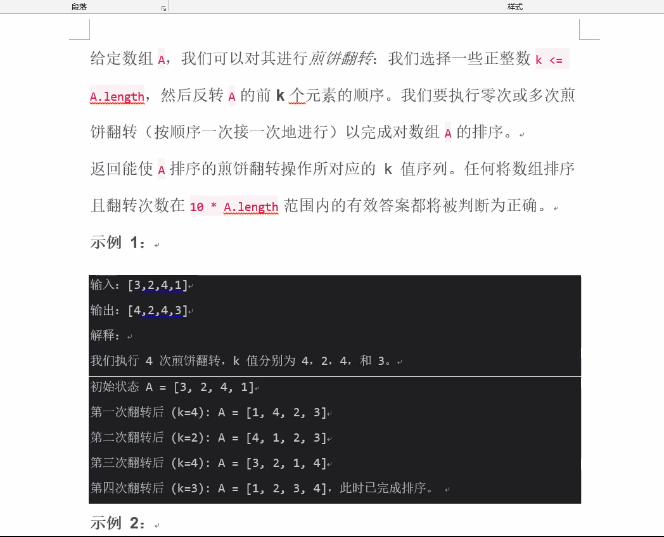 段落
样式
给定数组 A，我们可以对其进行煎饼翻转：我们选择一些正整数 k <=
A.length，然后反转 A 的前 k 个元素的顺序。我们要执行零次或多次煎
饼翻转（按顺序一次接一次地进行）以完成对数组 A 的排序。
返回能使 A 排序的煎饼翻转操作所对应的 k 值序列。任何将数组排序
且翻转次数在 10 * A.length 范围内的有效答案都将被判断为正确。
示例 1：
输入：[3,2,4,1]
输出：[4,2,4,3]
解释：
我们执行 4 次煎饼翻转，k 值分别为 4，2，4，和 3。
初始状态 A = [3, 2, 4, 1]
第一次翻转后 (k=4): A = [1, 4, 2, 3]
第二次翻转后 (k=2): A = [4, 1, 2, 3]
第三次翻转后 (k=4): A = [3, 2, 1, 4]
第四次翻转后 (k=3): A = [1, 2, 3, 4]，此时已完成排序。
示例 2：